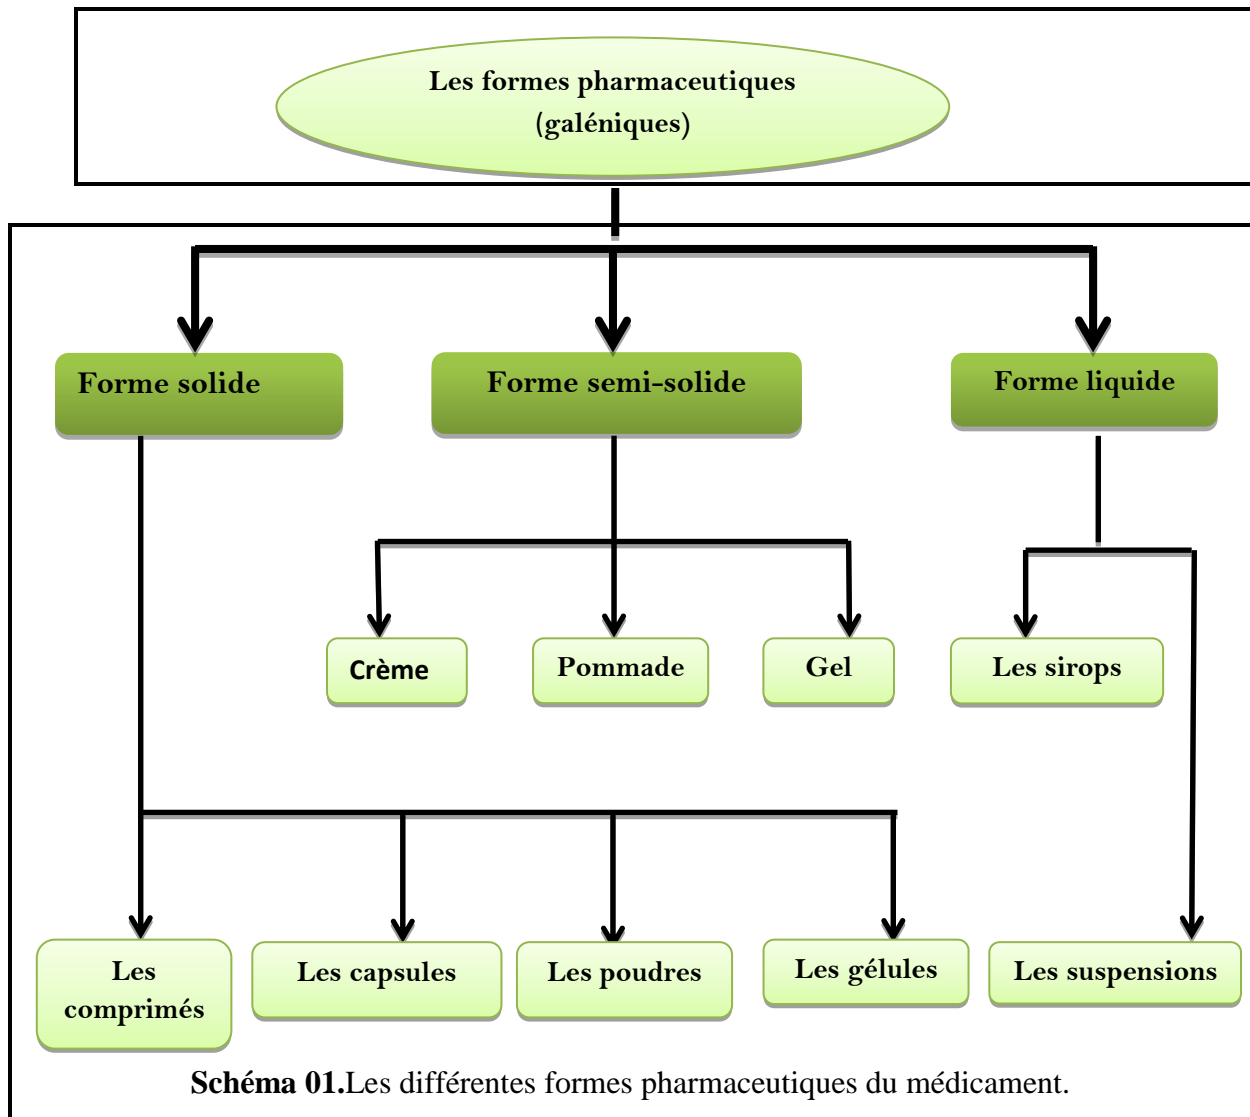 Les formes pharmaceutiques
(galéniques)
Forme solide
Forme semi-solide
Forme liquide
Crème
Pommade
Gel
Les sirops
Les
comprimés
Les capsules
Les poudres
Les gélules
Les suspensions
Schéma 01.Les différentes formes pharmaceutiques du médicament.